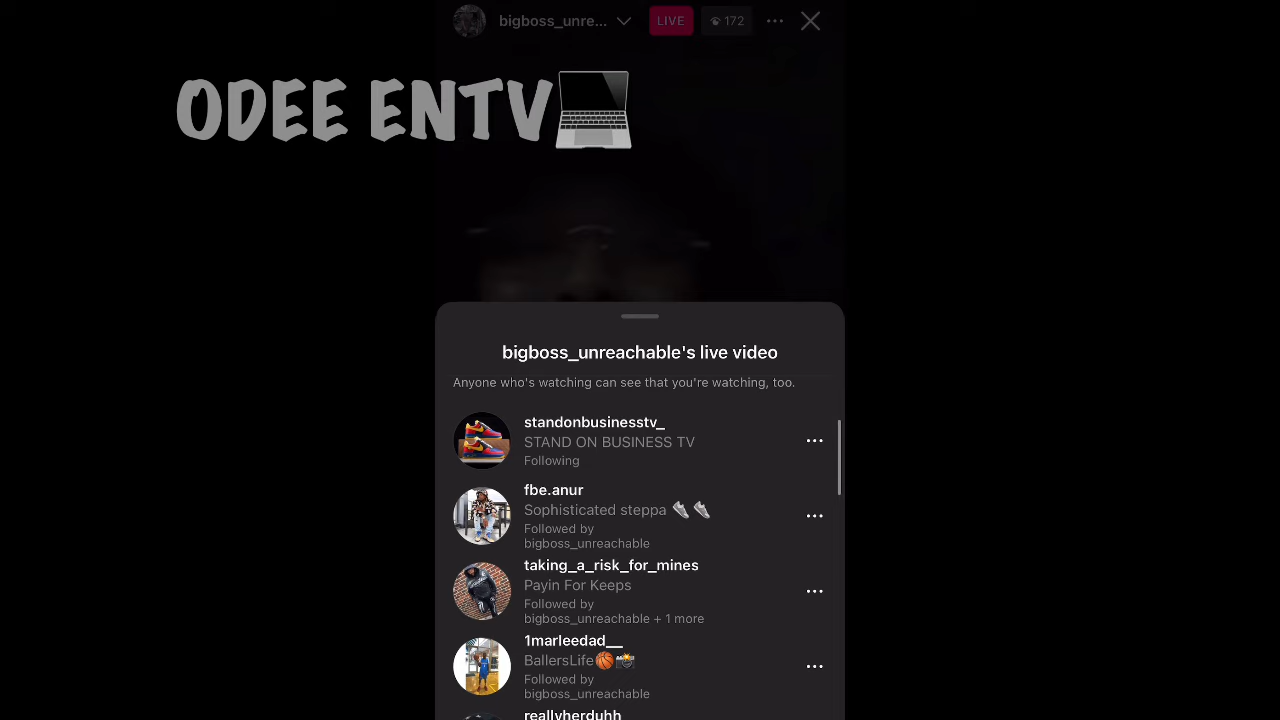 bigboss_unre...
LIVE
172
ODEE ENTV
bigboss_unreachable's live video
Anyone who's watching can see that you're watching, too.
standonbusinesstv_
STAND ON BUSINESS TV
Following
fbe.anur
Sophisticated steppa
Followed by
bigboss_unreachable
taking_a_risk_for_mines
Payin For Keeps
Followed by
bigboss_unreachable + 1 more
1marleedad__
BallersLife
Followed by
bigboss_unreachable
reallyherduhh